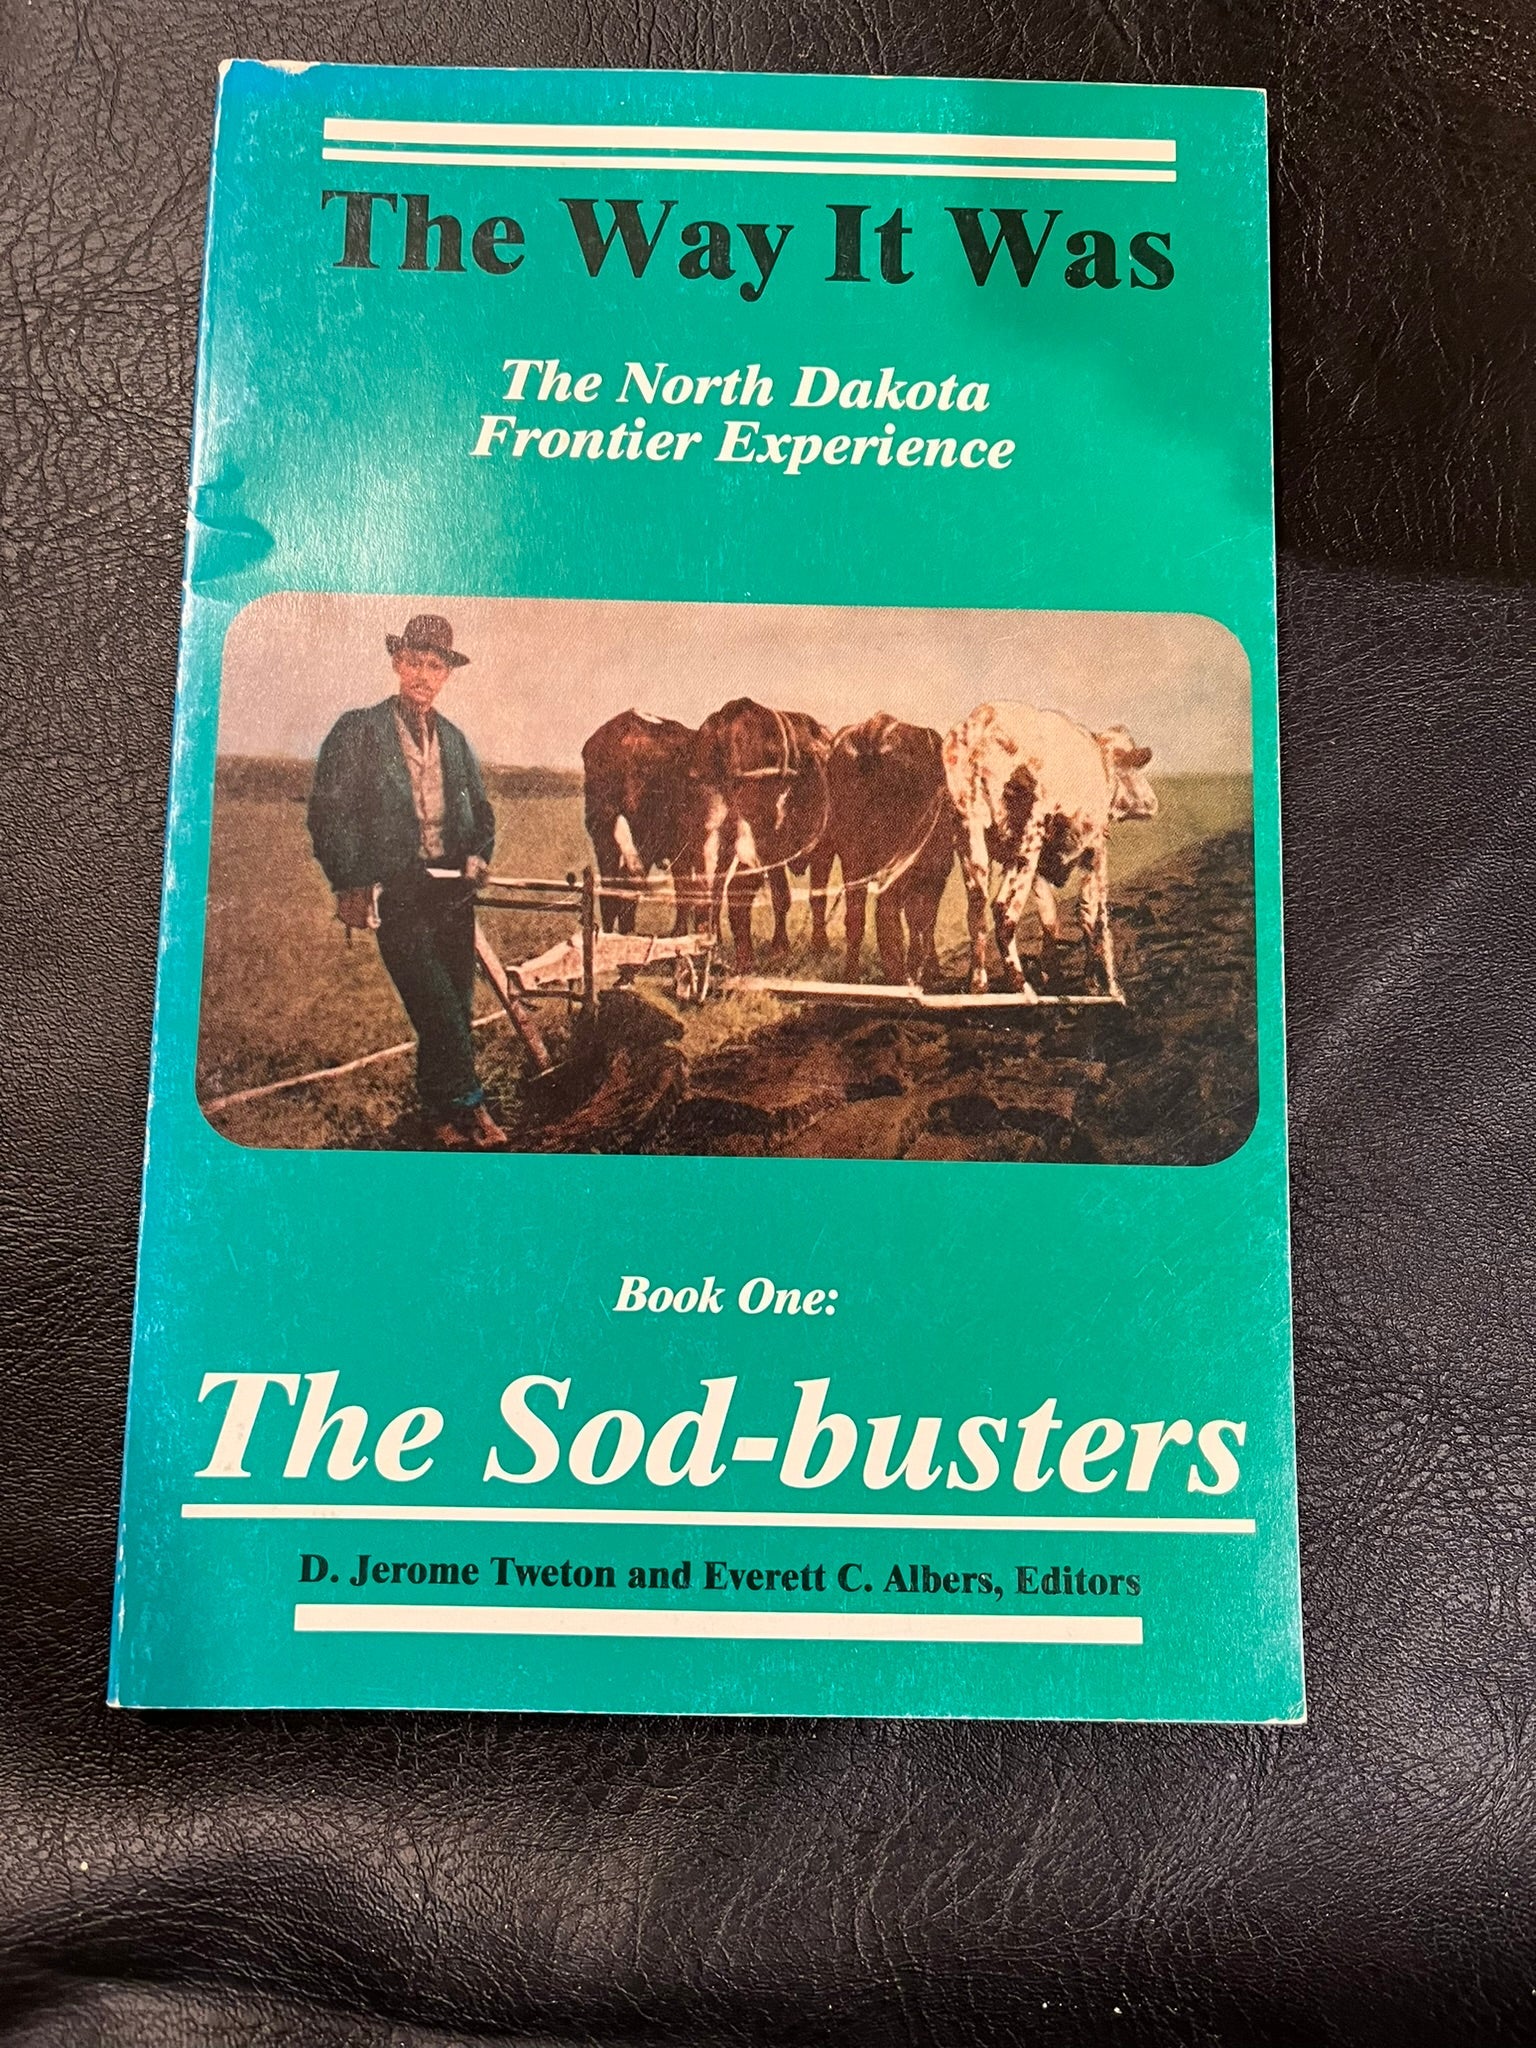 The Way It Was
The North Dakota
Frontier Experience
Book One:
The Sod-busters
D. Jerome Tweton and Everett C. Albers, Editors